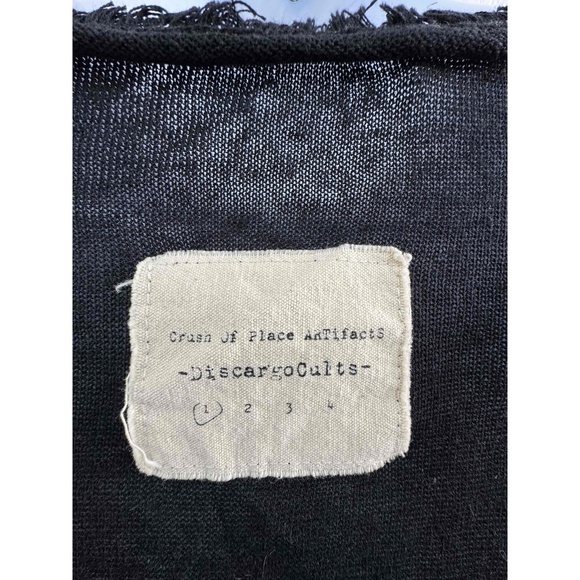 Crush Of Place ARTifactS
-DiscargoCults-
1 2 3 4